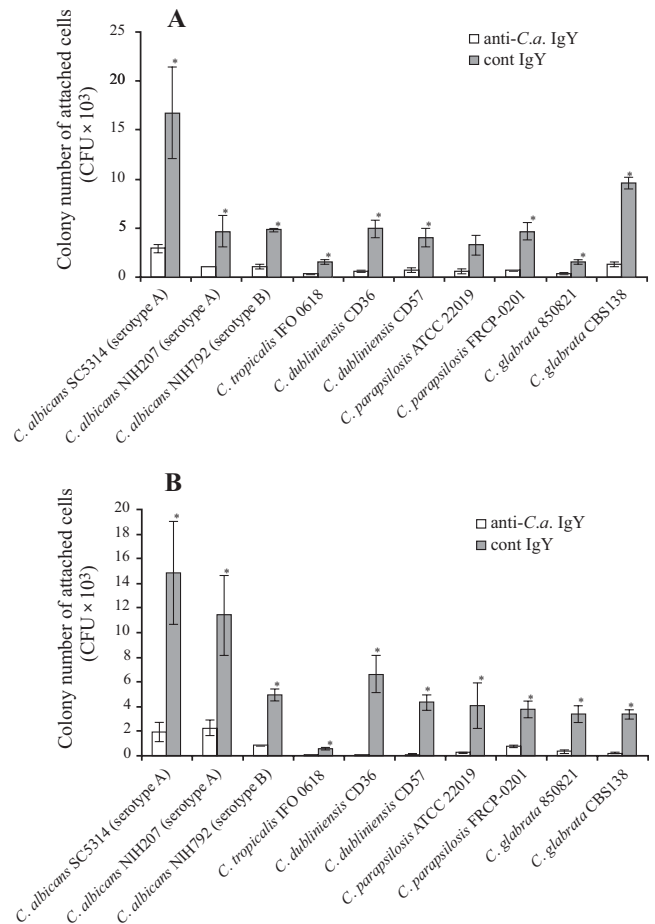 A
anti-C.a. IgY
cont IgY
Colony number of attached cells
(CFU × 10³)
25
20
15
10
5
0
* * * * * * * * *
C. albicans SC5314 (serotype A)
C. albicans NIH207 (serotype A)
C. albicans NIH792 (serotype B)
C. tropicalis IFO 0618
C. dubliniensis CD36
C. dubliniensis CD57
C. parapsilosis ATCC 22019
C. parapsilosis FRCP-0201
C. glabrata 850821
C. glabrata CBS138
B
anti-C.a. IgY
cont IgY
Colony number of attached cells
(CFU × 10³)
20
18
16
14
12
10
8
6
4
2
0
* * * * * * * * * *
C. albicans SC5314 (serotype A)
C. albicans NIH207 (serotype A)
C. albicans NIH792 (serotype B)
C. tropicalis IFO 0618
C. dubliniensis CD36
C. dubliniensis CD57
C. parapsilosis ATCC 22019
C. parapsilosis FRCP-0201
C. glabrata 850821
C. glabrata CBS138